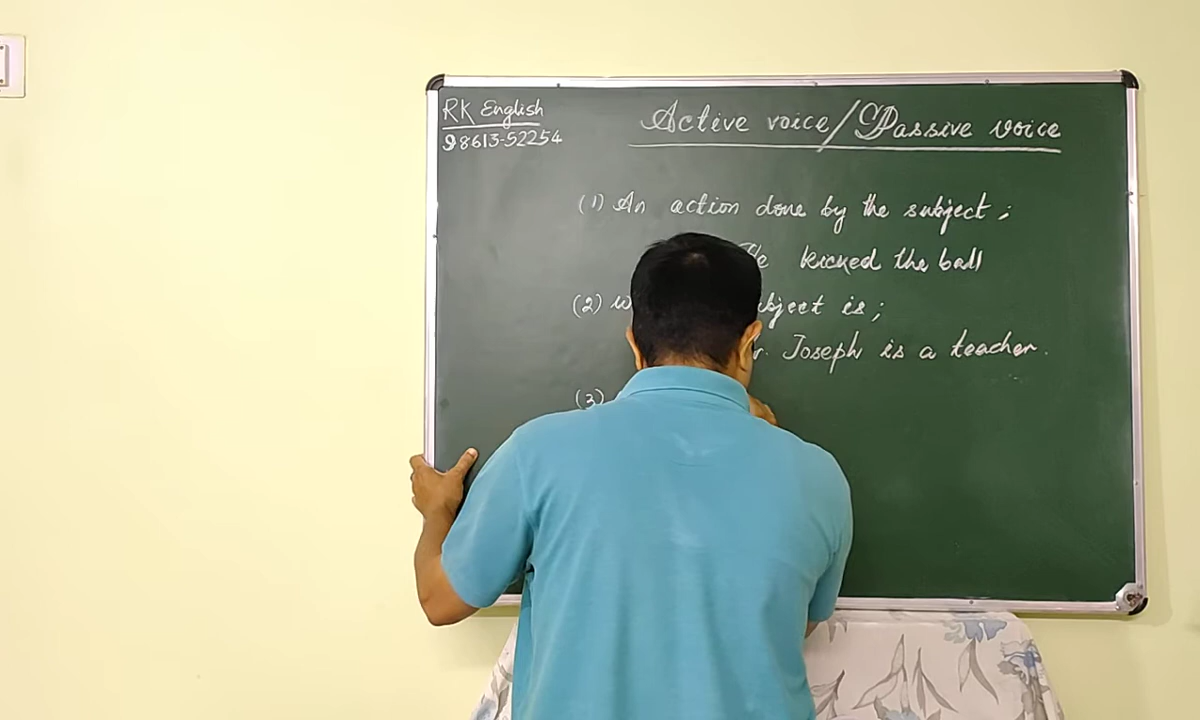 RK English
98613-52254
Active voice/Passive voice
(1) An action done by the subject;
kicked the ball
(2) is;
Joseph is a teacher.
(3)